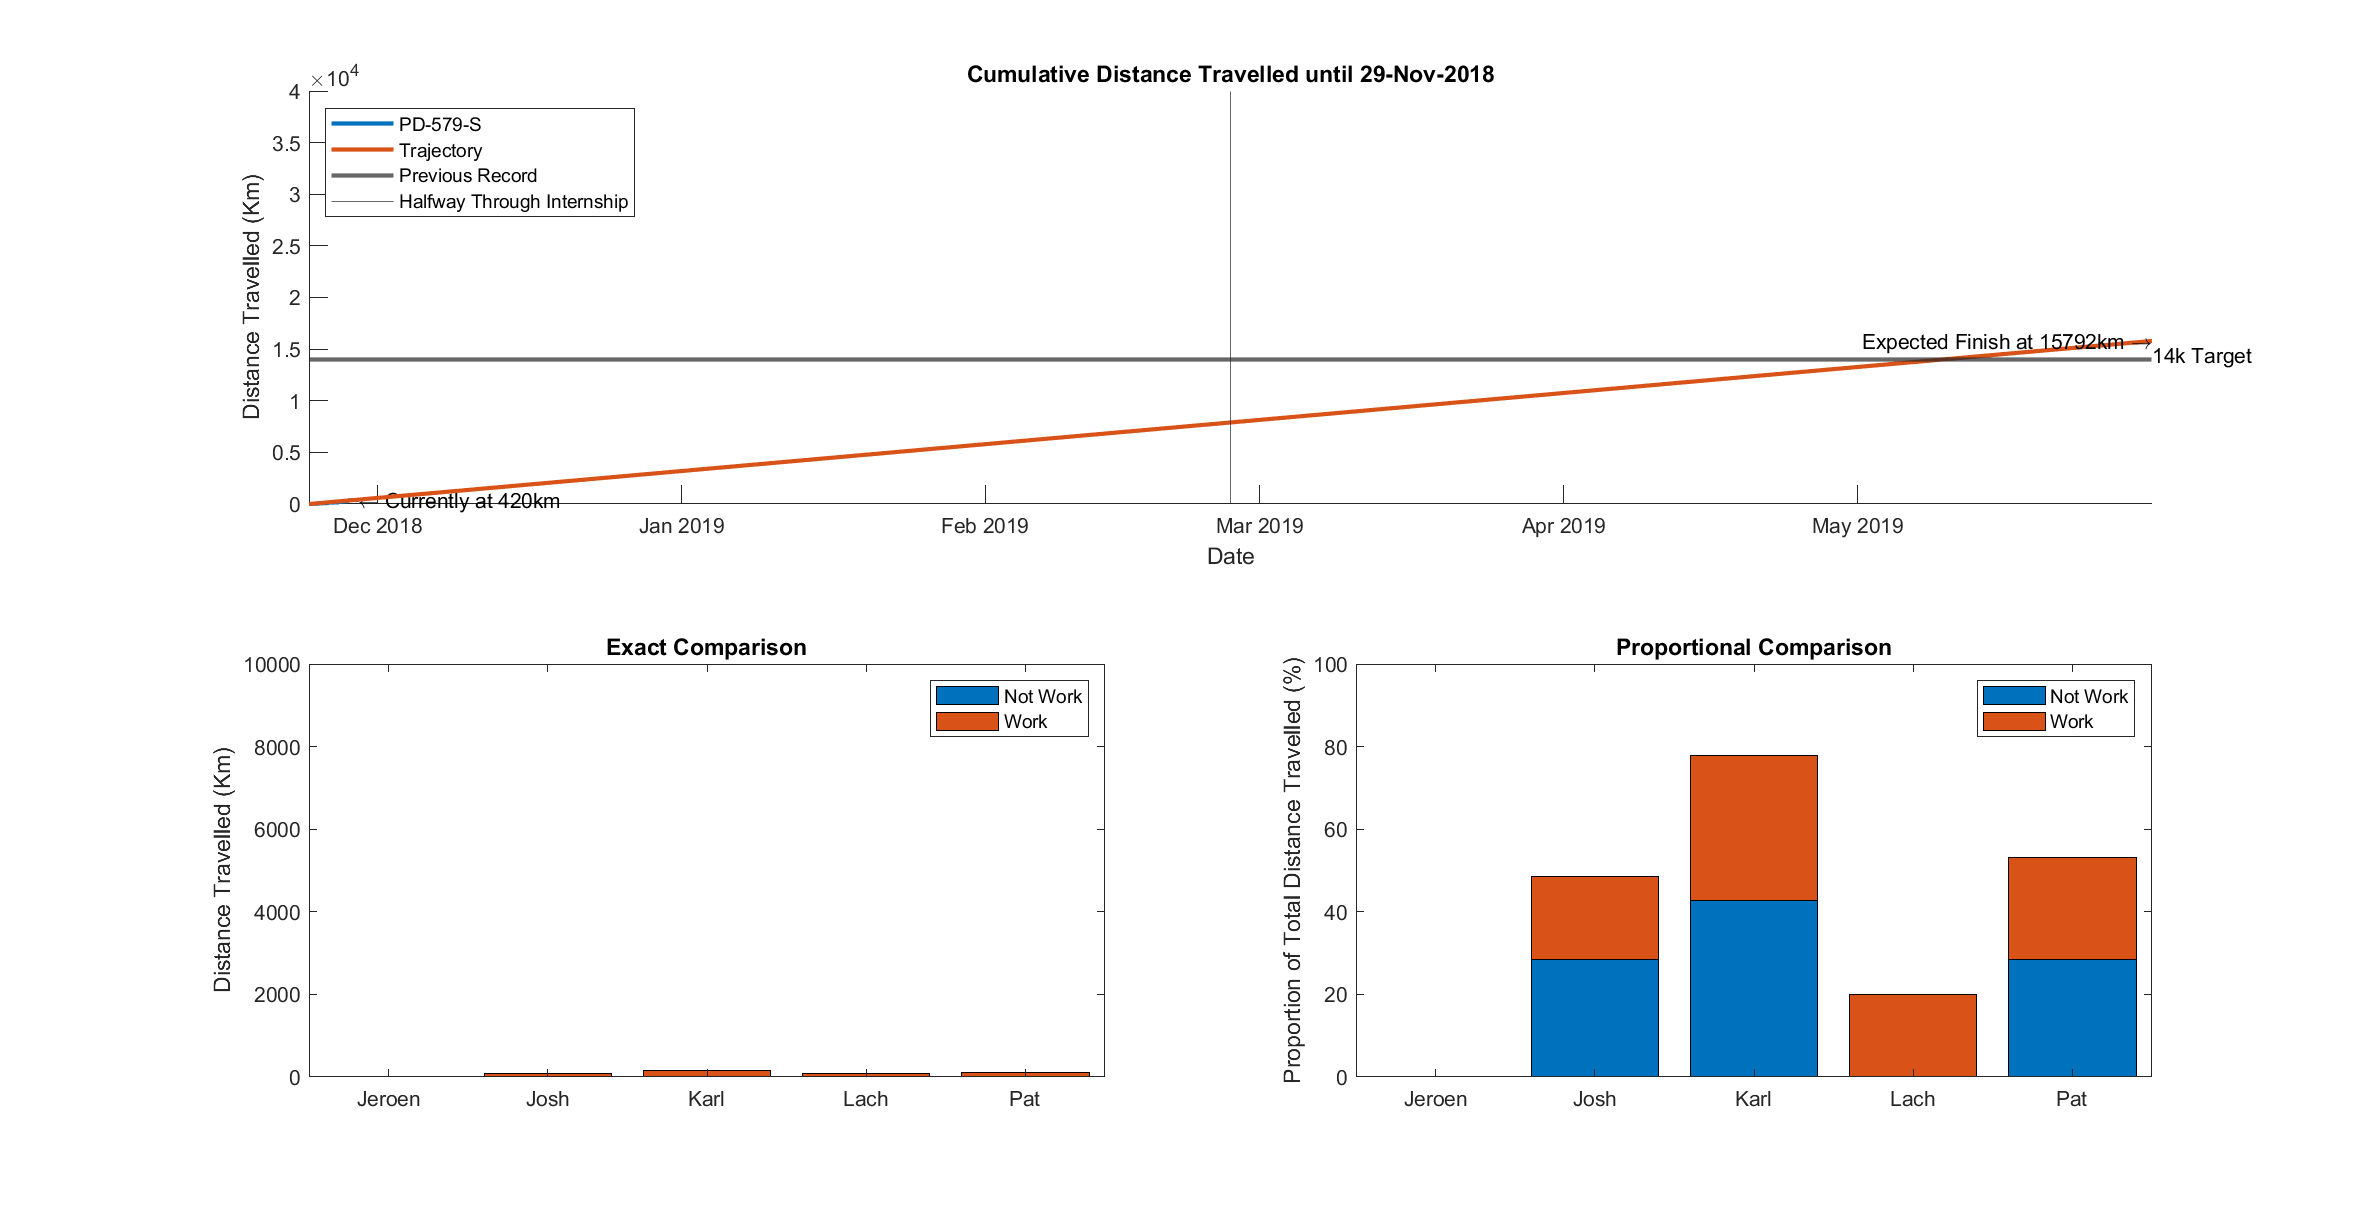 Cumulative Distance Travelled until 29-Nov-2018
×10^4
4
3.5
3
2.5
2
1.5
1
0.5
0
Distance Travelled (Km)
PD-579-S
Trajectory
Previous Record
Halfway Through Internship
Expected Finish at 15792km →
14k Target
← Currently at 420km
Dec 2018 Jan 2019 Feb 2019 Mar 2019 Apr 2019 May 2019
Date
Exact Comparison
10000
8000
6000
4000
2000
0
Distance Travelled (Km)
Not Work
Work
Jeroen Josh Karl Lach Pat
Proportional Comparison
100
80
60
40
20
0
Proportion of Total Distance Travelled (%)
Not Work
Work
Jeroen Josh Karl Lach Pat